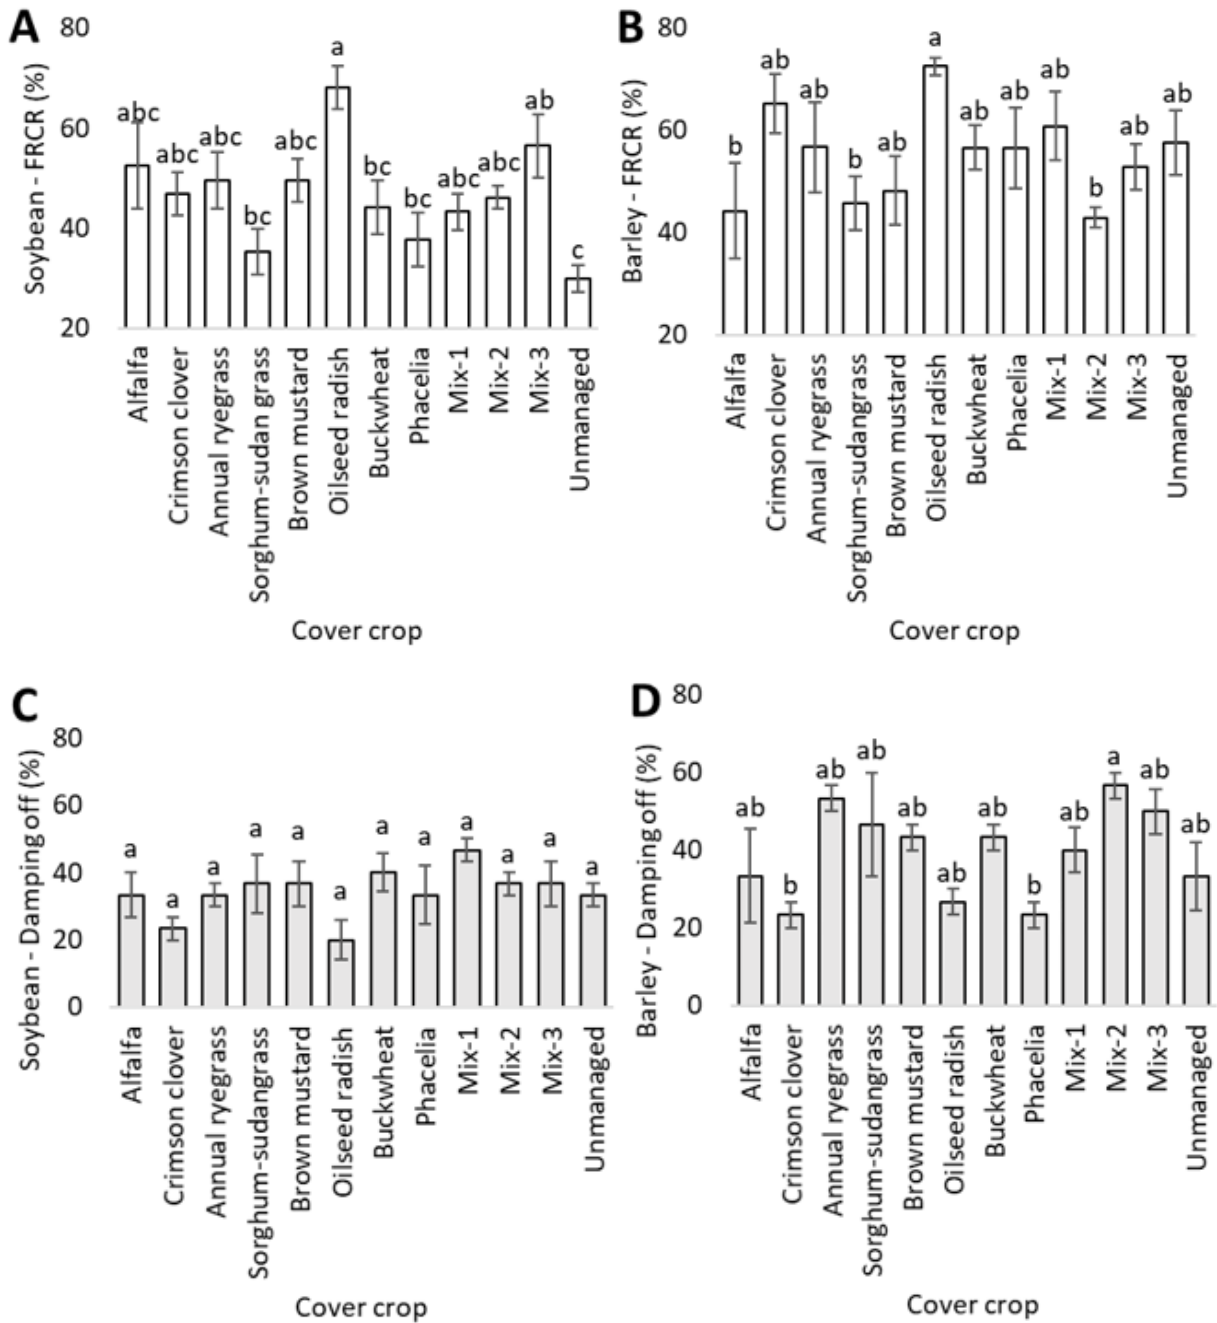 A
Soybean - FRCR (%)
80
60
40
20
abc
abc
abc
bc
abc
a
bc
bc
abc
abc
ab
c
Alfalfa
Crimson clover
Annual ryegrass
Sorghum-sudan grass
Brown mustard
Oilseed radish
Buckwheat
Phacelia
Mix-1
Mix-2
Mix-3
Unmanaged
Cover crop
B
Barley - FRCR (%)
80
60
40
20
b
ab
ab
b
ab
a
ab
ab
ab
b
ab
ab
Alfalfa
Crimson clover
Annual ryegrass
Sorghum-sudangrass
Brown mustard
Oilseed radish
Buckwheat
Phacelia
Mix-1
Mix-2
Mix-3
Unmanaged
Cover crop
C
Soybean - Damping off (%)
80
60
40
20
0
a
a
a
a
a
a
a
a
a
a
a
a
Alfalfa
Crimson clover
Annual ryegrass
Sorghum-sudangrass
Brown mustard
Oilseed radish
Buckwheat
Phacelia
Mix-1
Mix-2
Mix-3
Unmanaged
Cover crop
D
Barley - Damping off (%)
80
60
40
20
0
ab
b
ab
ab
ab
ab
ab
b
ab
a
ab
ab
Alfalfa
Crimson clover
Annual ryegrass
Sorghum-sudangrass
Brown mustard
Oilseed radish
Buckwheat
Phacelia
Mix-1
Mix-2
Mix-3
Unmanaged
Cover crop